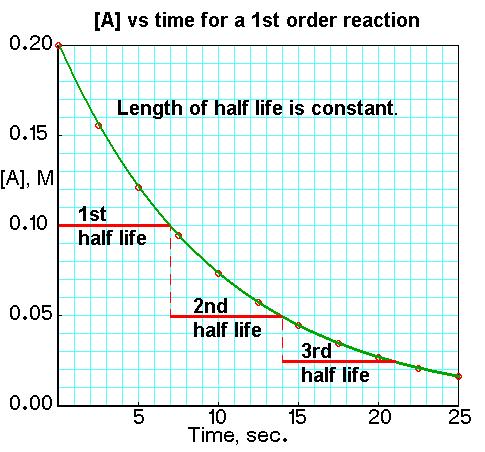 [A] vs time for a 1st order reaction
0.20
Length of half life is constant.
0.15
[A], M
1st
half life
0.10
2nd
half life
0.05
3rd
half life
0.00
5 10 15 20 25
Time, sec.